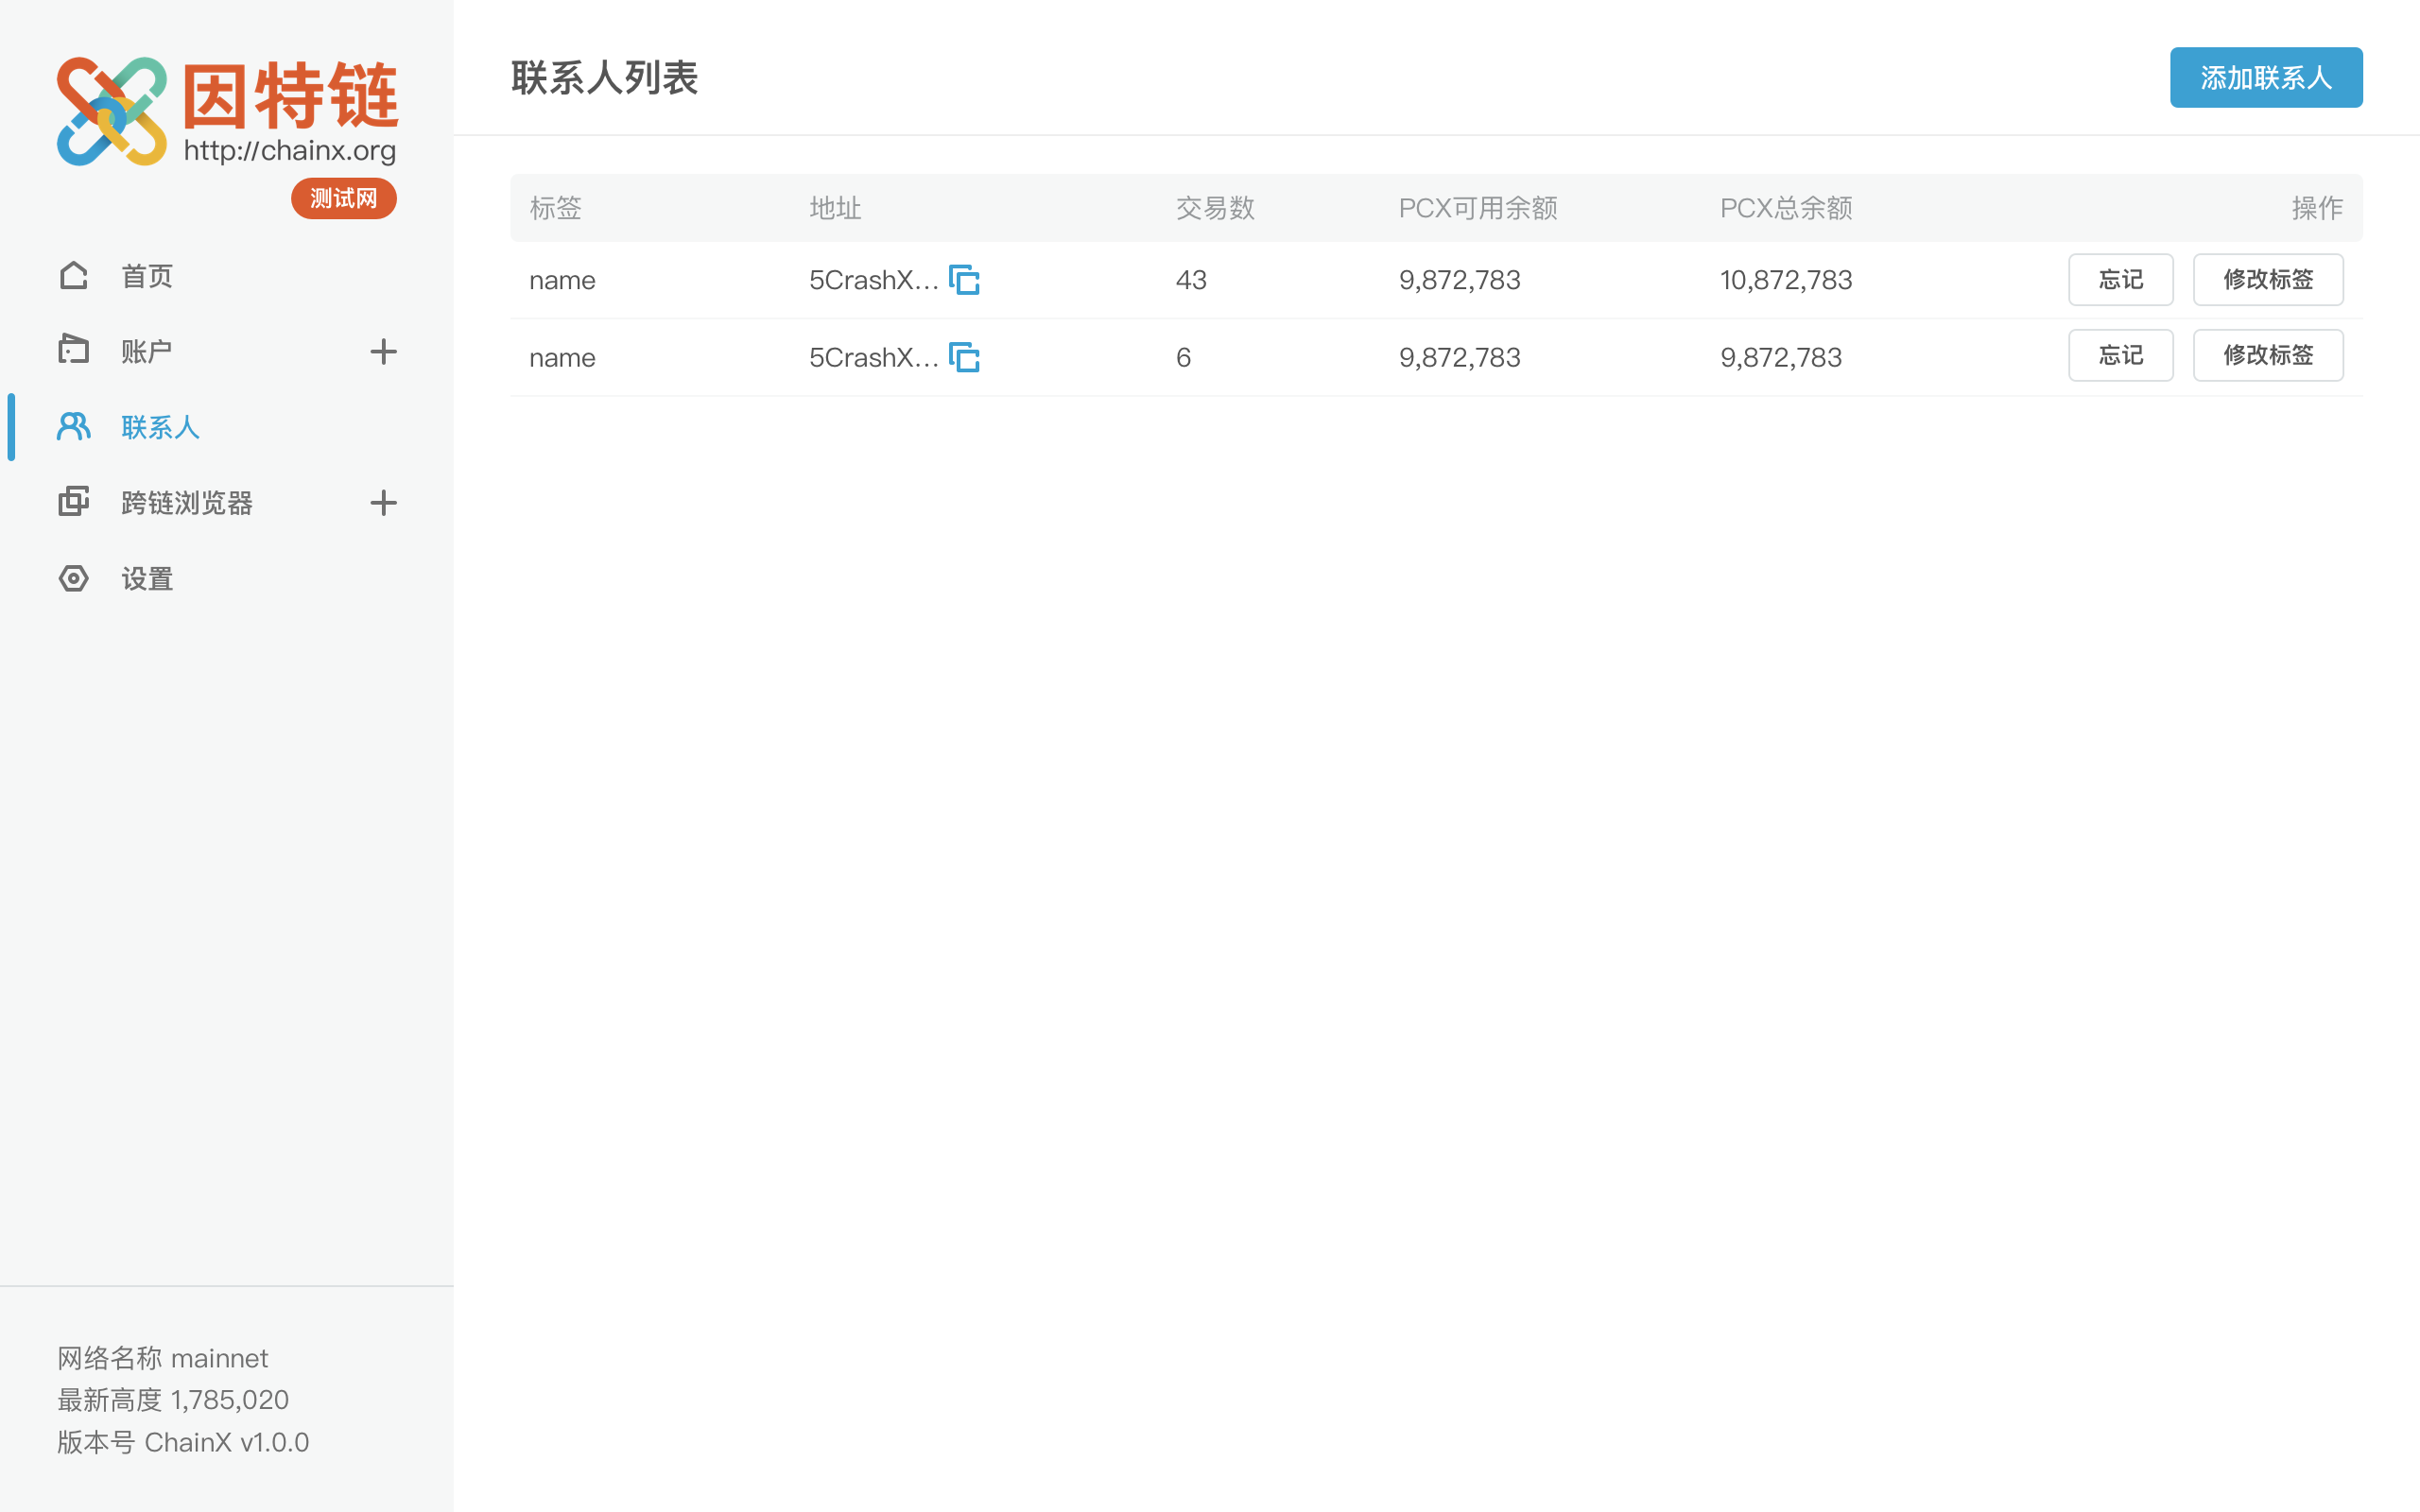 因特链
http://chainx.org
测试网
首页
账户
联系人
跨链浏览器
设置
网络名称 mainnet
最新高度 1,785,020
版本号 ChainX v1.0.0
联系人列表
添加联系人
标签 地址 交易数 PCX可用余额 PCX总余额 操作
name 5CrashX... 43 9,872,783 10,872,783 忘记 修改标签
name 5CrashX... 6 9,872,783 9,872,783 忘记 修改标签